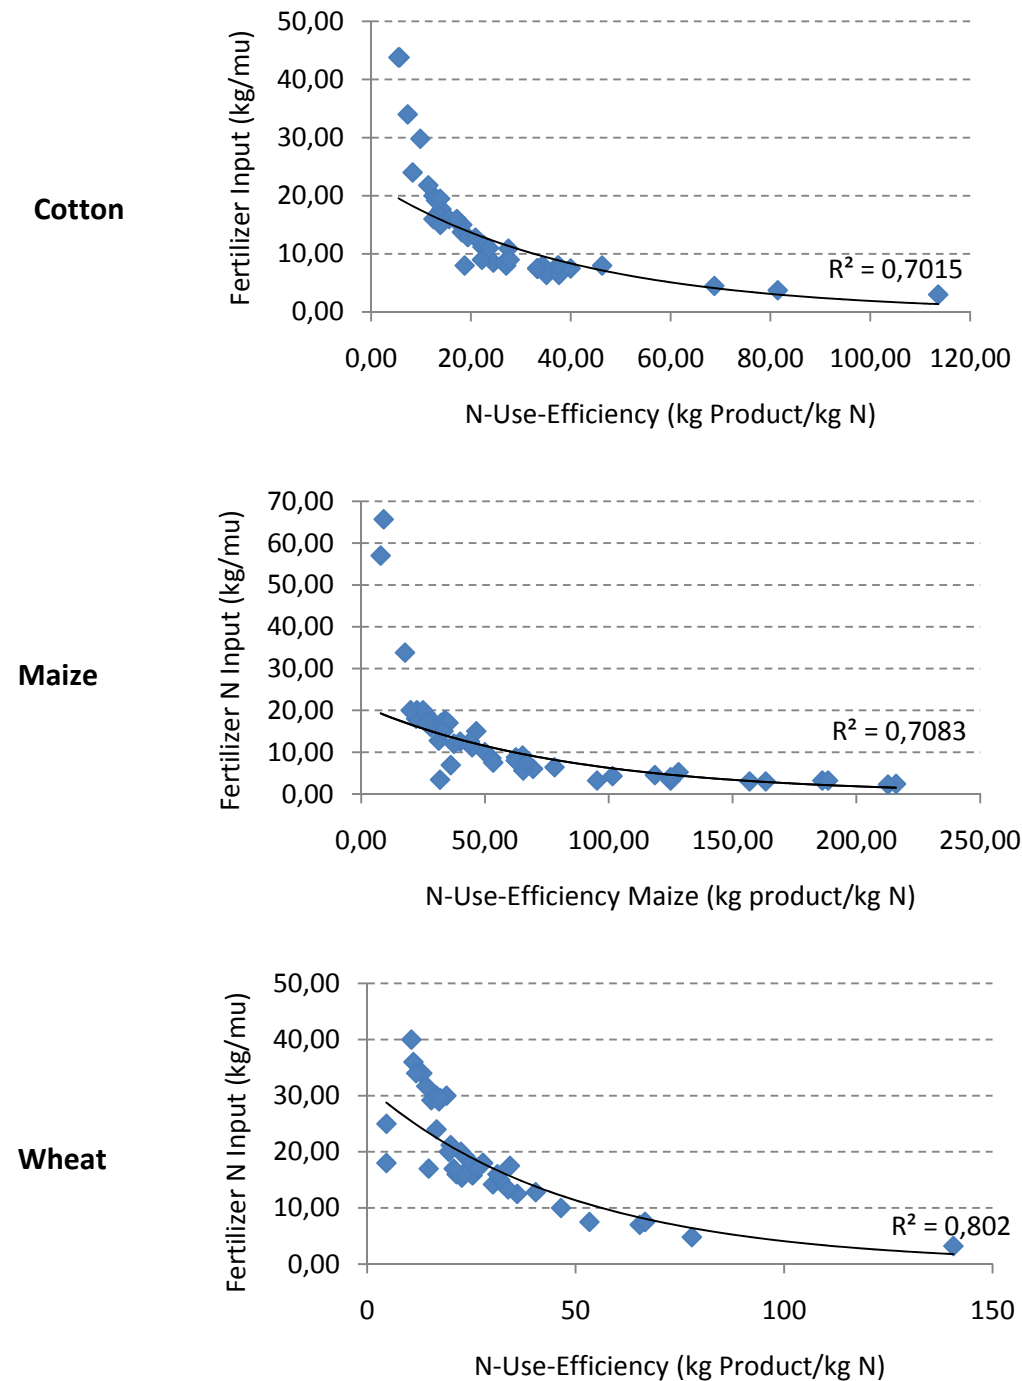 Cotton
Fertilizer Input (kg/mu)
50,00
40,00
30,00
20,00
10,00
0,00
R² = 0,7015
0,00 20,00 40,00 60,00 80,00 100,00 120,00
N-Use-Efficiency (kg Product/kg N)
Maize
Fertilizer N Input (kg/mu)
70,00
60,00
50,00
40,00
30,00
20,00
10,00
0,00
R² = 0,7083
0,00 50,00 100,00 150,00 200,00 250,00
N-Use-Efficiency Maize (kg product/kg N)
Wheat
Fertilizer N Input (kg/mu)
50,00
40,00
30,00
20,00
10,00
0,00
R² = 0,802
0 50 100 150
N-Use-Efficiency (kg Product/kg N)